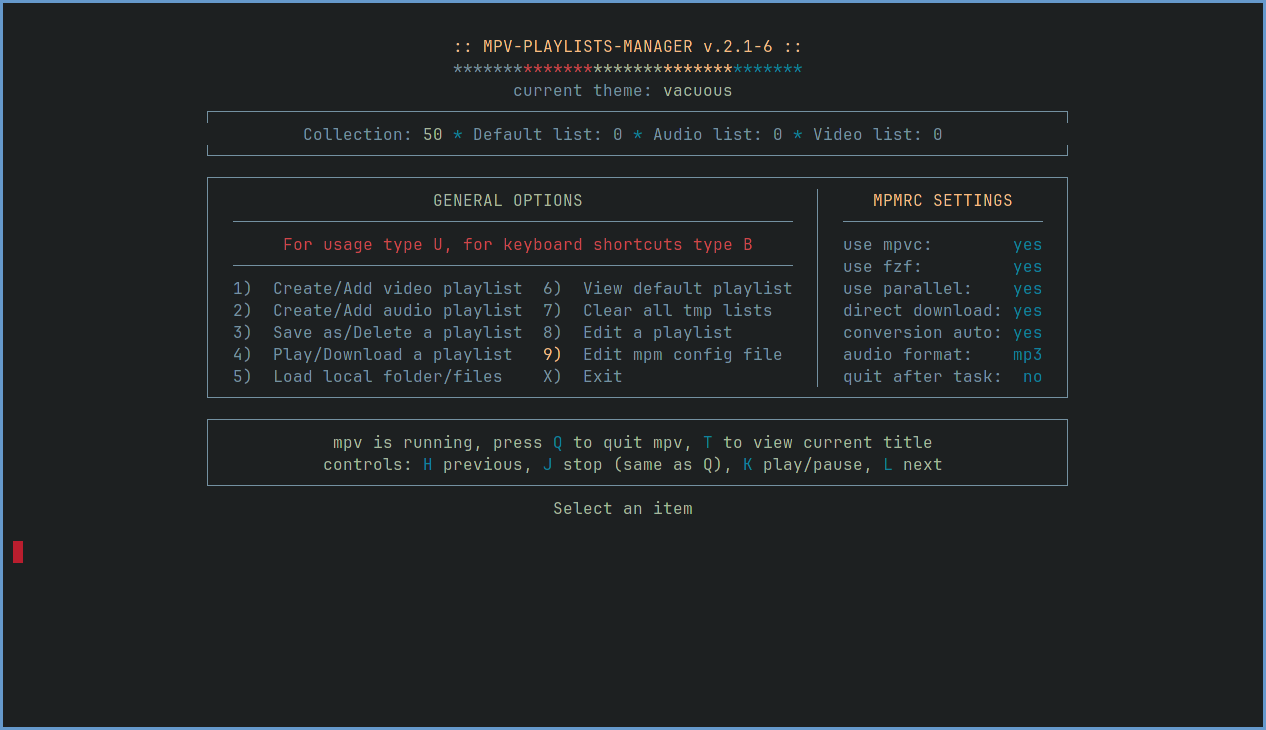 :: MPV-PLAYLISTS-MANAGER v.2.1-6 ::
***********************************
current theme: vacuous
Collection: 50 * Default list: 0 * Audio list: 0 * Video list: 0
GENERAL OPTIONS
For usage type U, for keyboard shortcuts type B
1) Create/Add video playlist 6) View default playlist
2) Create/Add audio playlist 7) Clear all tmp lists
3) Save as/Delete a playlist 8) Edit a playlist
4) Play/Download a playlist 9) Edit mpm config file
5) Load local folder/files X) Exit
MPMRC SETTINGS
use mpvc: yes
use fzf: yes
use parallel: yes
direct download: yes
conversion auto: yes
audio format: mp3
quit after task: no
mpv is running, press Q to quit mpv, T to view current title
controls: H previous, J stop (same as Q), K play/pause, L next
Select an item